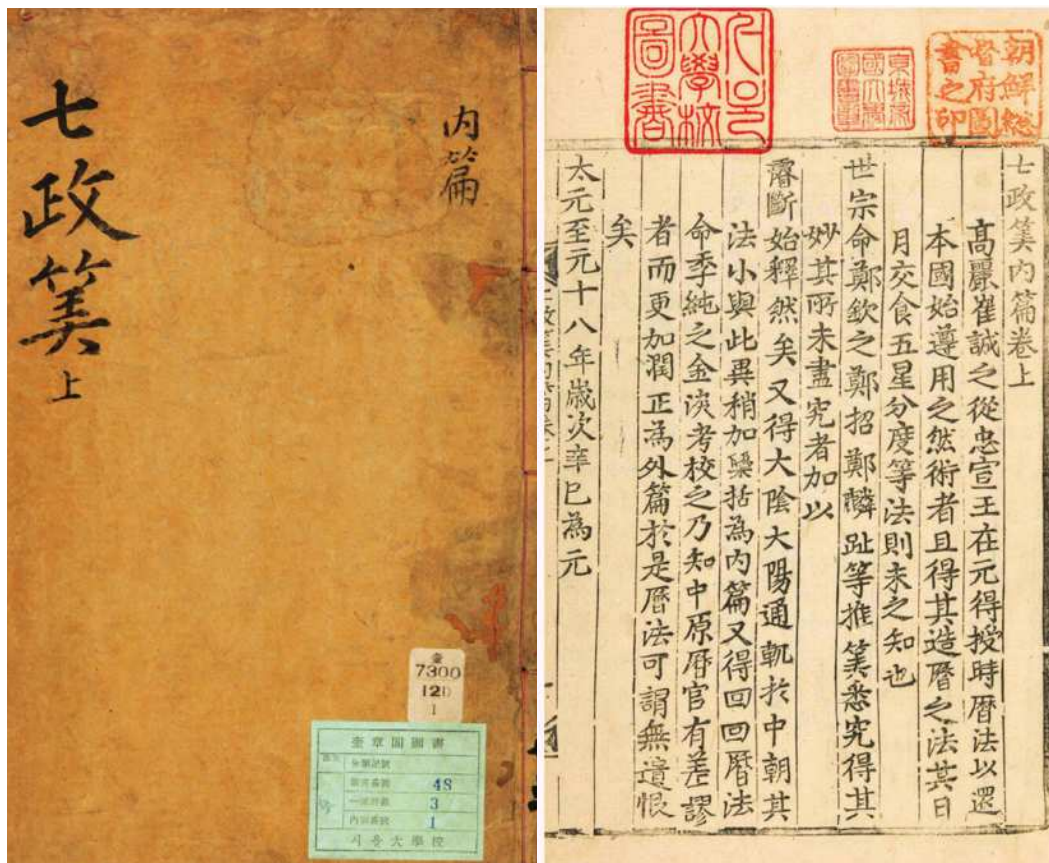 七政筭上
内篇
奎
7300
120
1
奎章閣圖書
48
3
1
서울大學校
朝鮮總督府圖書之印
서울大學校圖書
七政筭内篇卷上
高麗崔誠之從忠宣王在元得授時曆法以還
本國始遵用之然術者且得其造曆之法其日
月交食五星分度等法則未之知也
世宗命鄭欽之鄭招鄭麟趾等推筭悉究得其
妙其所未盡究者加以
睿斷始釋然矣又得大陰大陽通軌於中朝其
法小與此異稍加檃括為内篇又得回回曆法
命李純之金淡考校之乃知中原曆官有差謬
者而更加潤正為外篇於是曆法可謂無遺恨
矣
太元至元十八年歲次辛巳為元